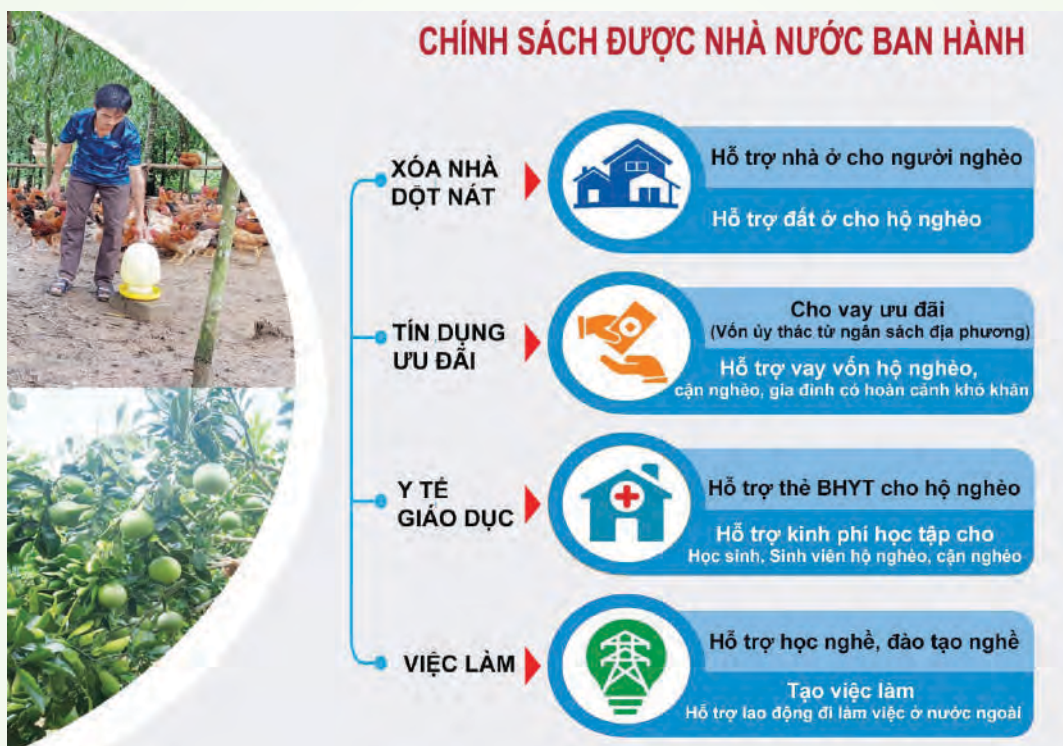 CHÍNH SÁCH ĐƯỢC NHÀ NƯỚC BAN HÀNH
XÓA NHÀ
DỘT NÁT
Hỗ trợ nhà ở cho người nghèo
Hỗ trợ đất ở cho hộ nghèo
TÍN DỤNG
ƯU ĐÃI
Cho vay ưu đãi
(Vốn ủy thác từ ngân sách địa phương)
Hỗ trợ vay vốn hộ nghèo,
cận nghèo, gia đình có hoàn cảnh khó khăn
Y TẾ
GIÁO DỤC
Hỗ trợ thẻ BHYT cho hộ nghèo
Hỗ trợ kinh phí học tập cho
Học sinh, Sinh viên hộ nghèo, cận nghèo
VIỆC LÀM
Hỗ trợ học nghề, đào tạo nghề
Tạo việc làm
Hỗ trợ lao động đi làm việc ở nước ngoài